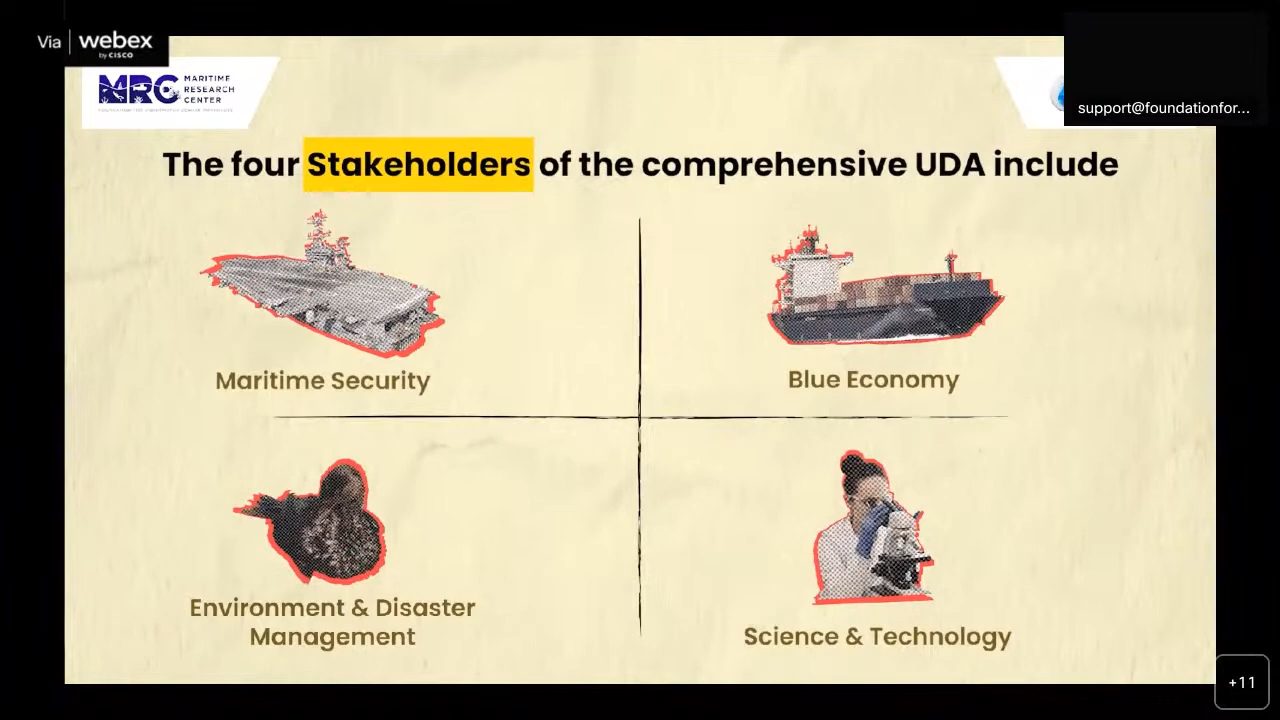 Via webex
by CISCO
MRC MARITIME
RESEARCH
CENTER
support@foundationfor...
The four Stakeholders of the comprehensive UDA include
Maritime Security
Blue Economy
Environment & Disaster
Management
Science & Technology
+11